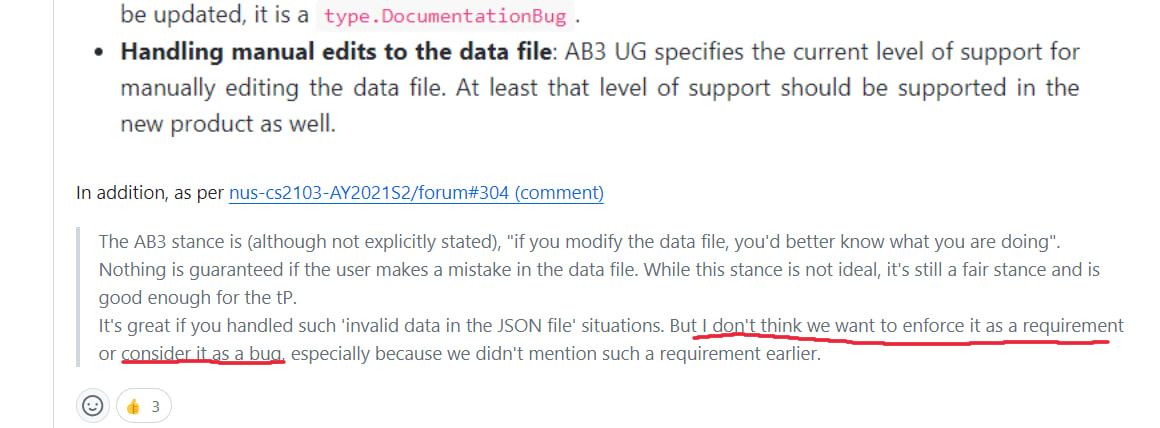 be updated, it is a type.DocumentationBug .
• Handling manual edits to the data file: AB3 UG specifies the current level of support for
manually editing the data file. At least that level of support should be supported in the
new product as well.
In addition, as per nus-cs2103-AY2021S2/forum#304 (comment)
The AB3 stance is (although not explicitly stated), "if you modify the data file, you'd better know what you are doing".
Nothing is guaranteed if the user makes a mistake in the data file. While this stance is not ideal, it's still a fair stance and is
good enough for the tP.
It's great if you handled such 'invalid data in the JSON file' situations. But I don't think we want to enforce it as a requirement
or consider it as a bug, especially because we didn't mention such a requirement earlier.
👍 3